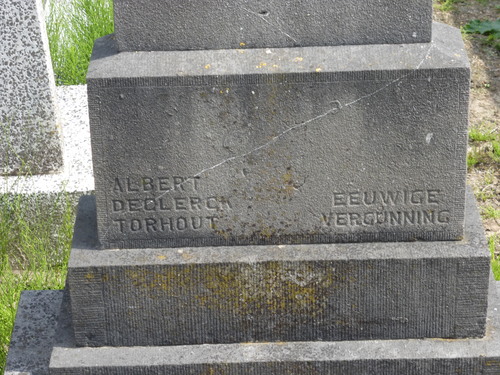 ALBERT
DECLERCK
TORHOUT
EEUWIGE
VERGUNNING